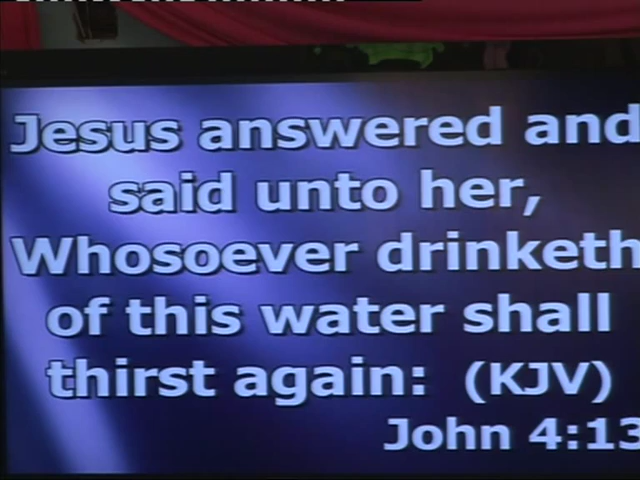 Jesus answered and
said unto her,
Whosoever drinketh
of this water shall
thirst again: (KJV)
John 4:13